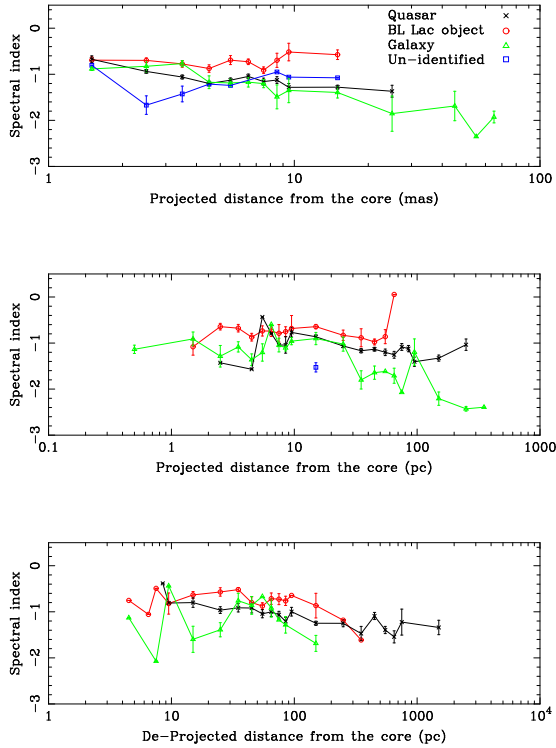 Quasar
BL Lac object
Galaxy
Un-identified
0
−1
−2
−3
Spectral index
1
10
100
Projected distance from the core (mas)
0
−1
−2
−3
Spectral index
0.1
1
10
100
1000
Projected distance from the core (pc)
0
−1
−2
−3
Spectral index
1
10
100
1000
10⁴
De-Projected distance from the core (pc)